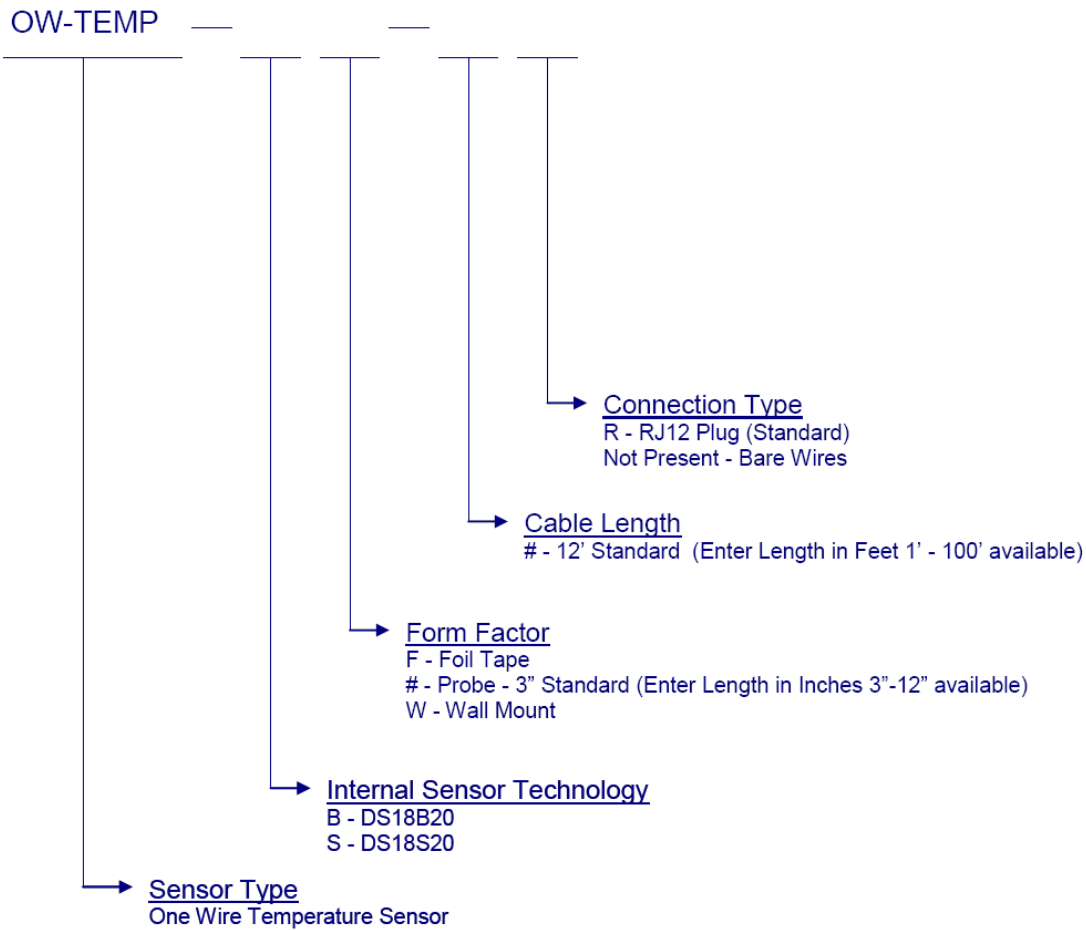 OW-TEMP
Connection Type
R - RJ12 Plug (Standard)
Not Present - Bare Wires
Cable Length
# - 12’ Standard (Enter Length in Feet 1’ - 100’ available)
Form Factor
F - Foil Tape
# - Probe - 3” Standard (Enter Length in Inches 3”-12” available)
W - Wall Mount
Internal Sensor Technology
B - DS18B20
S - DS18S20
Sensor Type
One Wire Temperature Sensor